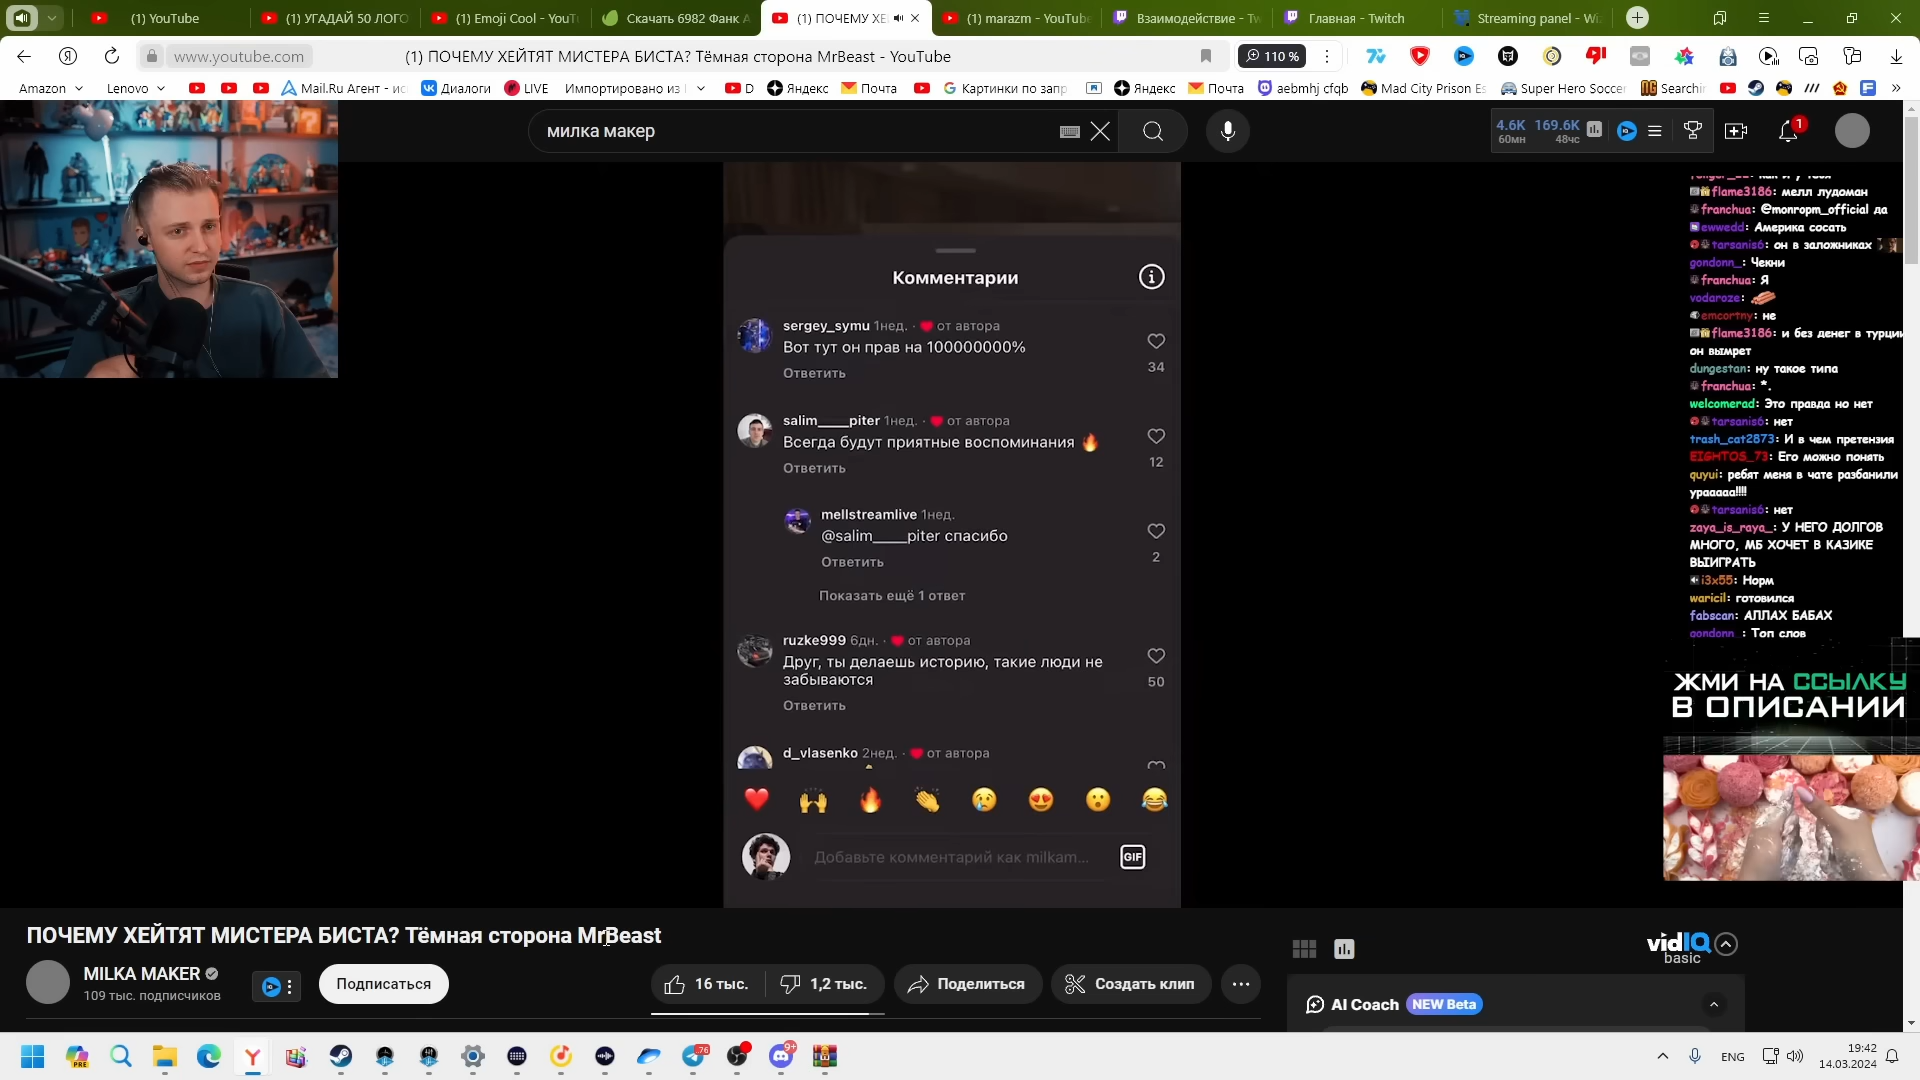 (1) YouTube
(1) УГАДАЙ 50 ЛОГО
(1) Emoji Cool - YouTu
Скачать 6982 Фанк А
(1) ПОЧЕМУ ХЕ
(1) marazm - YouTube
Взаимодействие - Tw
Главная - Twitch
Streaming panel - Wiz
www.youtube.com
(1) ПОЧЕМУ ХЕЙТЯТ МИСТЕРА БИСТА? Тёмная сторона MrBeast - YouTube
110 %
Amazon
Lenovo
Mail.Ru Агент - ис
Диалоги
LIVE
Импортировано из
D
Яндекс
Почта
Картинки по запр
Яндекс
Почта
aebmhj cfqb
Mad City Prison Es
Super Hero Soccer
Searchin
милка макер
4.6K 169.6K
60мн 48чс
1
Комментарии
sergey_symu 1нед. · от автора
Вот тут он прав на 100000000%
Ответить
34
salim____piter 1нед. · от автора
Всегда будут приятные воспоминания 🔥
Ответить
12
mellstreamlive 1нед.
@salim____piter спасибо
Ответить
2
Показать ещё 1 ответ
ruzke999 6дн. · от автора
Друг, ты делаешь историю, такие люди не
забываются
Ответить
50
d_vlasenko 2нед. · от автора
Добавьте комментарий как milkam...
GIF
flame3186: мелл лудоман
franchua: @monropm_official да
ewwedd: Америка сосать
tarsanis6: он в заложниках
gondonn_: Чекни
franchua: Я
vodaroze:
emcortny: не
flame3186: и без денег в турции
он вымрет
dungestan: ну такое типа
franchua: *.
welcomerad: Это правда но нет
tarsanis6: нет
trash_cat2873: И в чем претензия
EIGHTOS_73: Его можно понять
quyui: ребят меня в чате разбанили
урааааа!!!!
tarsanis6: нет
zaya_is_raya_: У НЕГО ДОЛГОВ
МНОГО, МБ ХОЧЕТ В КАЗИКЕ
ВЫИГРАТЬ
i3x55: Норм
waricil: готовился
fabscan: АЛЛАХ БАБАХ
gondonn_: Топ слов
ЖМИ НА ССЫЛКУ
В ОПИСАНИИ
ПОЧЕМУ ХЕЙТЯТ МИСТЕРА БИСТА? Тёмная сторона MrBeast
MILKA MAKER
109 тыс. подписчиков
Подписаться
16 тыс.
1,2 тыс.
Поделиться
Создать клип
vidIQ
basic
AI Coach NEW Beta
PRE
76
9+
ENG
19:42
14.03.2024